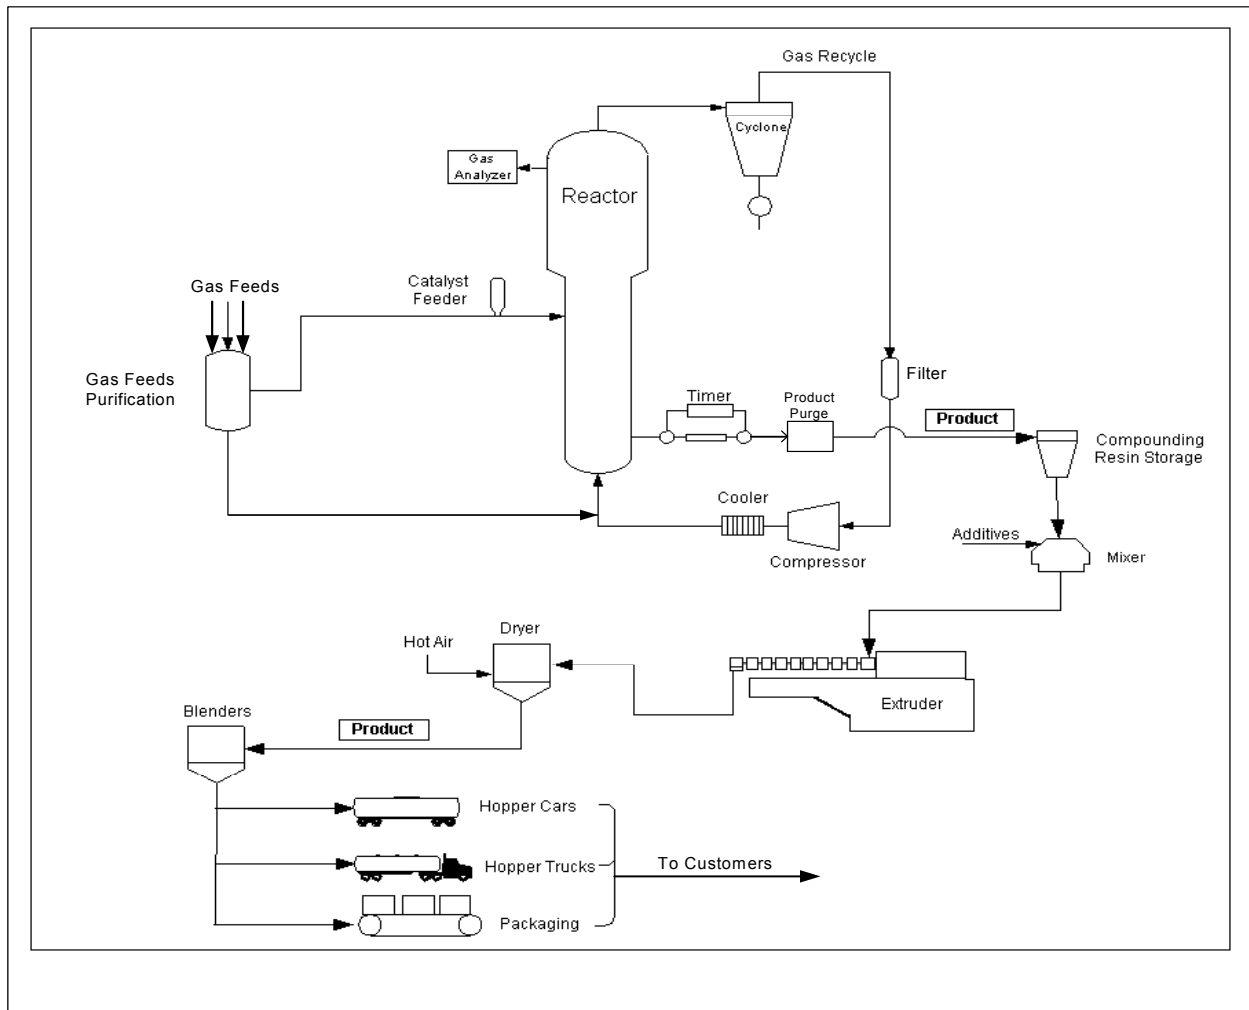 Gas Recycle
Cyclone
Gas
Analyzer
Reactor
Catalyst
Feeder
Gas Feeds
Gas Feeds
Purification
Filter
Timer
Product
Purge
Product
Compounding
Resin Storage
Cooler
Compressor
Additives
Mixer
Dryer
Hot Air
Extruder
Blenders
Product
Hopper Cars
Hopper Trucks
To Customers
Packaging